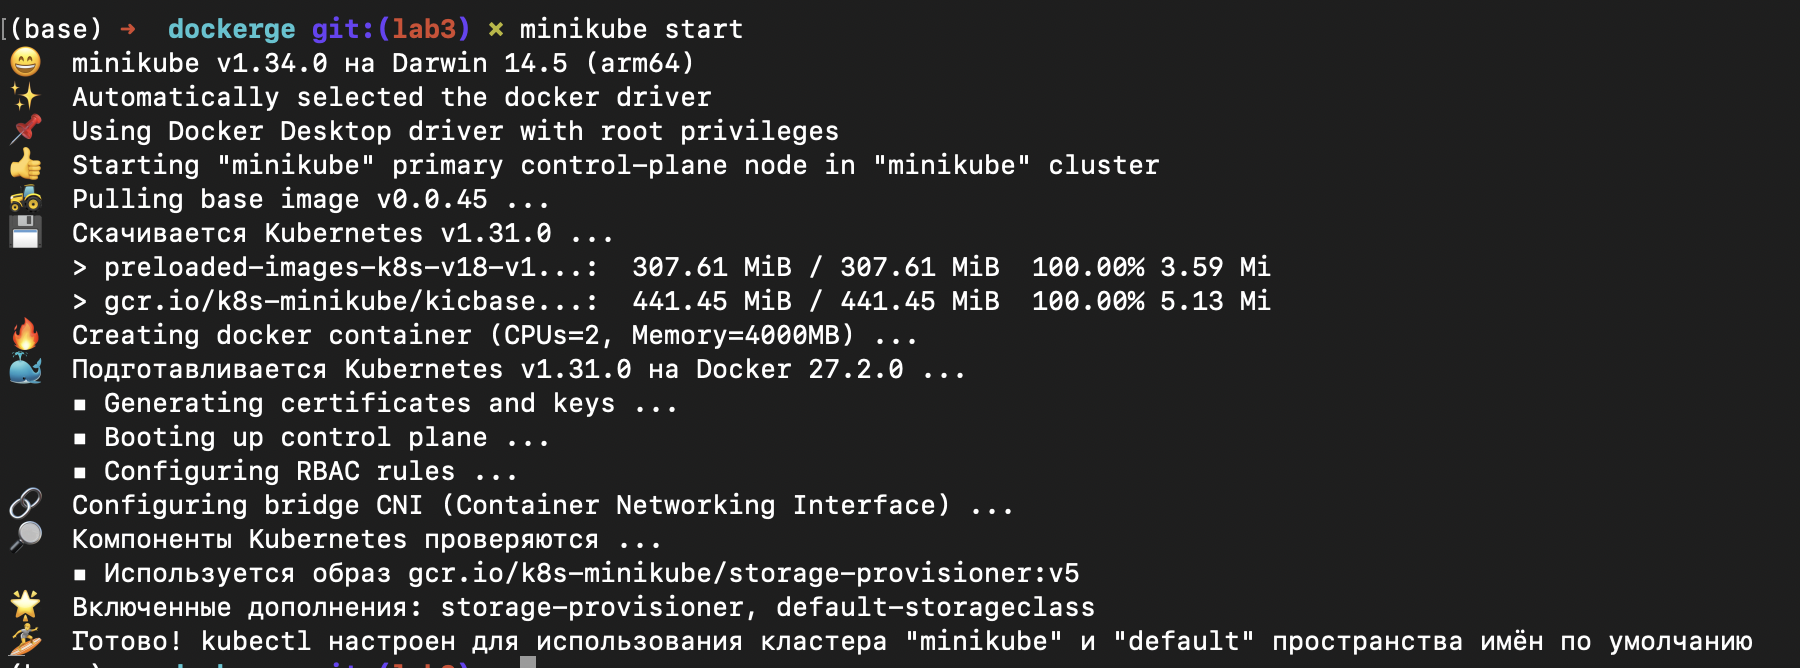 (base) ➜ dockerge git:(lab3) ✗ minikube start
😄 minikube v1.34.0 на Darwin 14.5 (arm64)
✨ Automatically selected the docker driver
📌 Using Docker Desktop driver with root privileges
👍 Starting "minikube" primary control-plane node in "minikube" cluster
🚜 Pulling base image v0.0.45 ...
💾 Скачивается Kubernetes v1.31.0 ...
> preloaded-images-k8s-v18-v1...: 307.61 MiB / 307.61 MiB 100.00% 3.59 Mi
> gcr.io/k8s-minikube/kicbase...: 441.45 MiB / 441.45 MiB 100.00% 5.13 Mi
🔥 Creating docker container (CPUs=2, Memory=4000MB) ...
🐳 Подготавливается Kubernetes v1.31.0 на Docker 27.2.0 ...
▪ Generating certificates and keys ...
▪ Booting up control plane ...
▪ Configuring RBAC rules ...
🔗 Configuring bridge CNI (Container Networking Interface) ...
🔎 Компоненты Kubernetes проверяются ...
▪ Используется образ gcr.io/k8s-minikube/storage-provisioner:v5
🌟 Включенные дополнения: storage-provisioner, default-storageclass
🏄 Готово! kubectl настроен для использования кластера "minikube" и "default" пространства имён по умолчанию